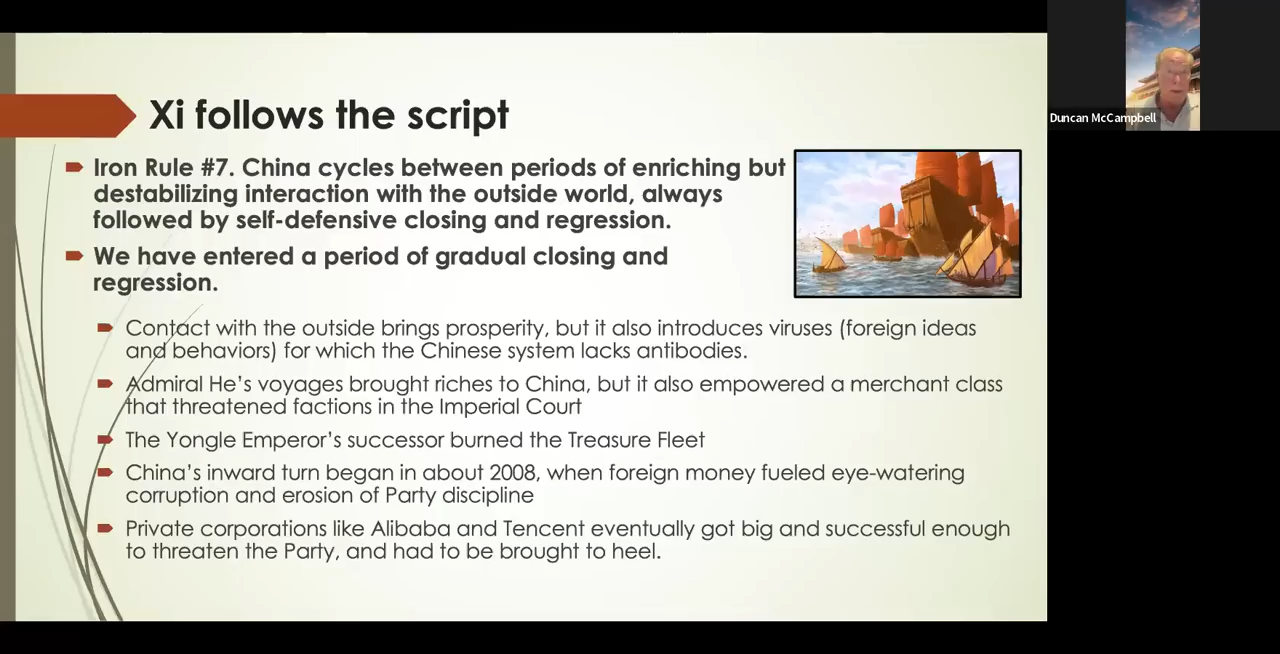 Xi follows the script
Iron Rule #7. China cycles between periods of enriching but
destabilizing interaction with the outside world, always
followed by self-defensive closing and regression.
We have entered a period of gradual closing and
regression.
Contact with the outside brings prosperity, but it also introduces viruses (foreign ideas
and behaviors) for which the Chinese system lacks antibodies.
Admiral He's voyages brought riches to China, but it also empowered a merchant class
that threatened factions in the Imperial Court
The Yongle Emperor's successor burned the Treasure Fleet
China's inward turn began in about 2008, when foreign money fueled eye-watering
corruption and erosion of Party discipline
Private corporations like Alibaba and Tencent eventually got big and successful enough
to threaten the Party, and had to be brought to heel.
Duncan McCampbell